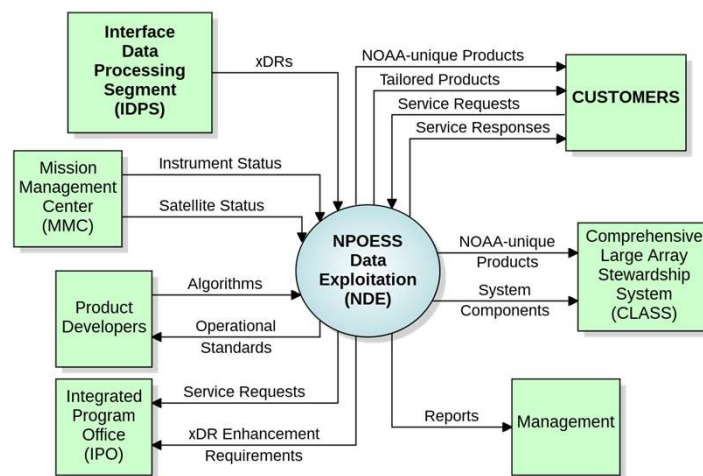 Interface
Data
Processing
Segment
(IDPS)
xDRs
NOAA-unique Products
Tailored Products
Service Requests
Service Responses
CUSTOMERS
Mission
Management
Center
(MMC)
Instrument Status
Satellite Status
NPOESS
Data
Exploitation
(NDE)
NOAA-unique
Products
System
Components
Comprehensive
Large Array
Stewardship
System
(CLASS)
Product
Developers
Algorithms
Operational
Standards
Integrated
Program
Office
(IPO)
Service Requests
xDR Enhancement
Requirements
Reports
Management